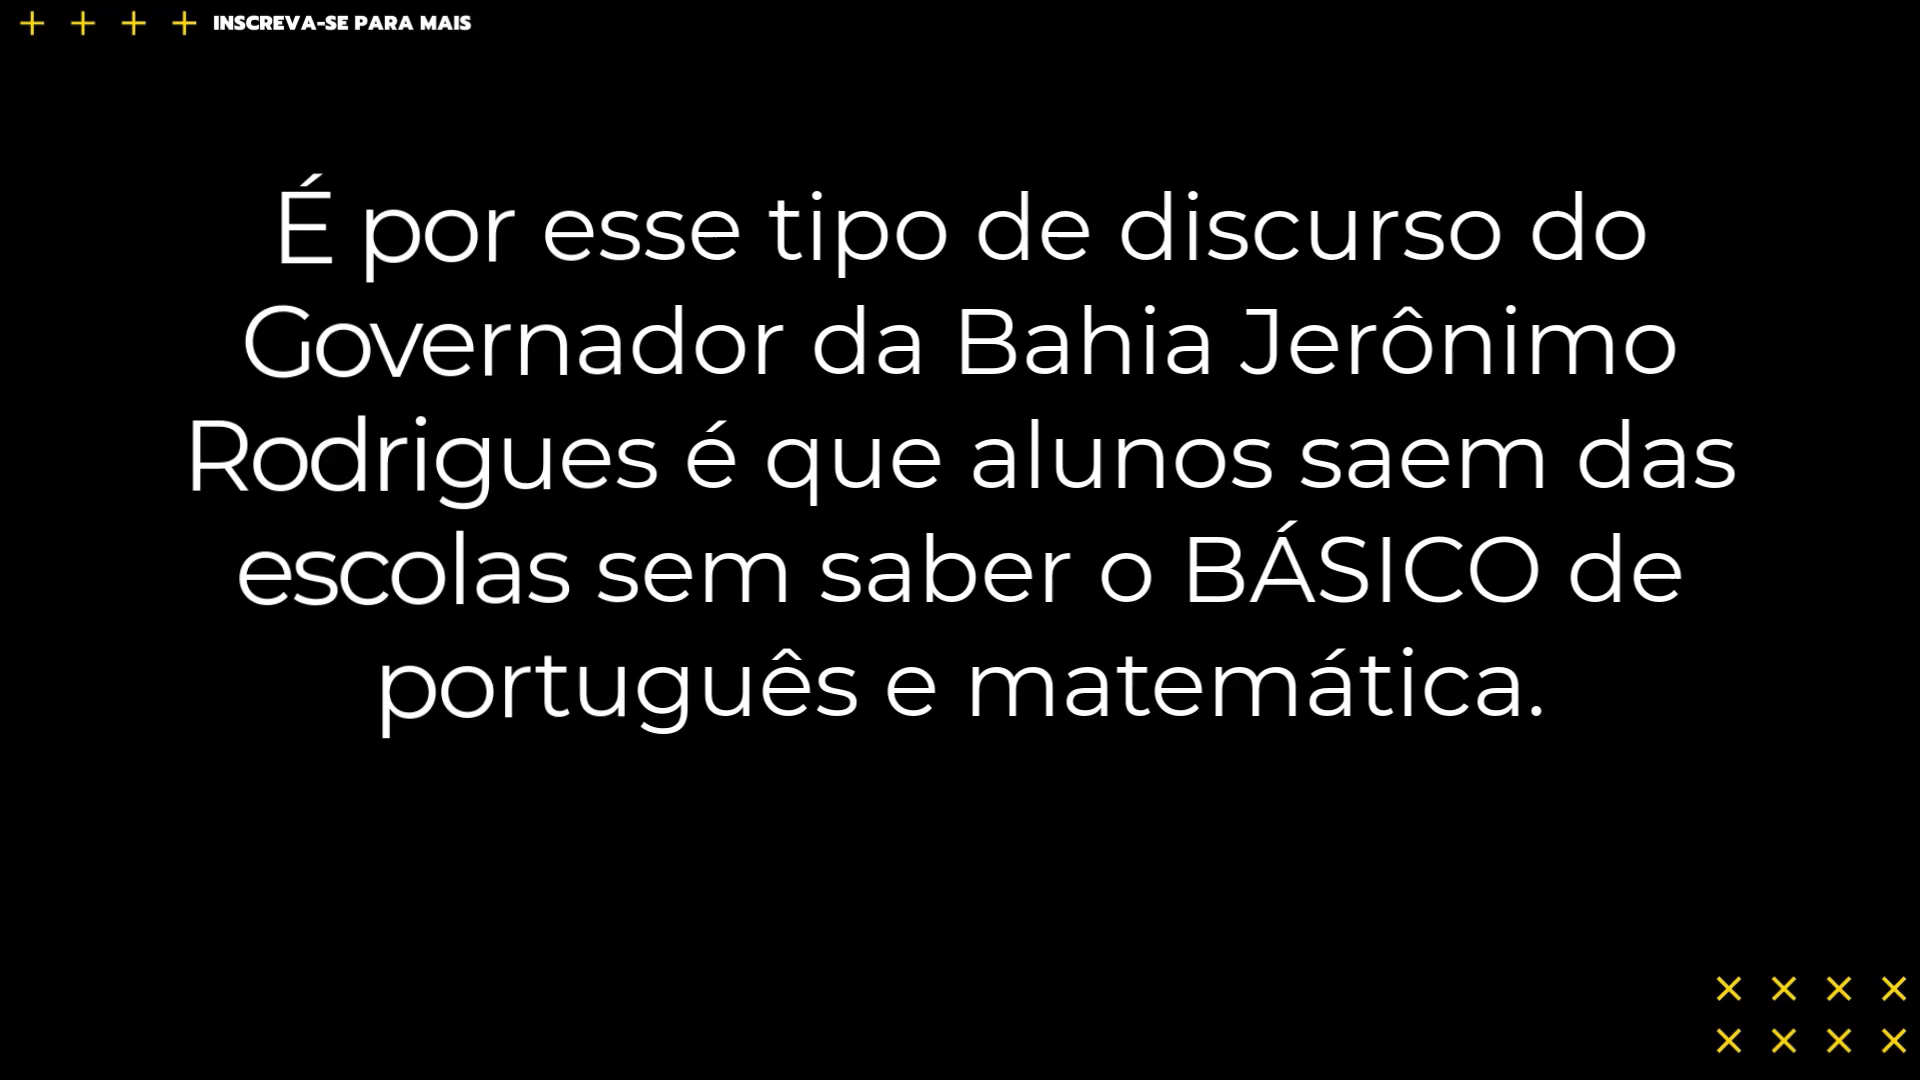 INSCREVA-SE PARA MAIS
É por esse tipo de discurso do
Governador da Bahia Jerônimo
Rodrigues é que alunos saem das
escolas sem saber o BÁSICO de
português e matemática.